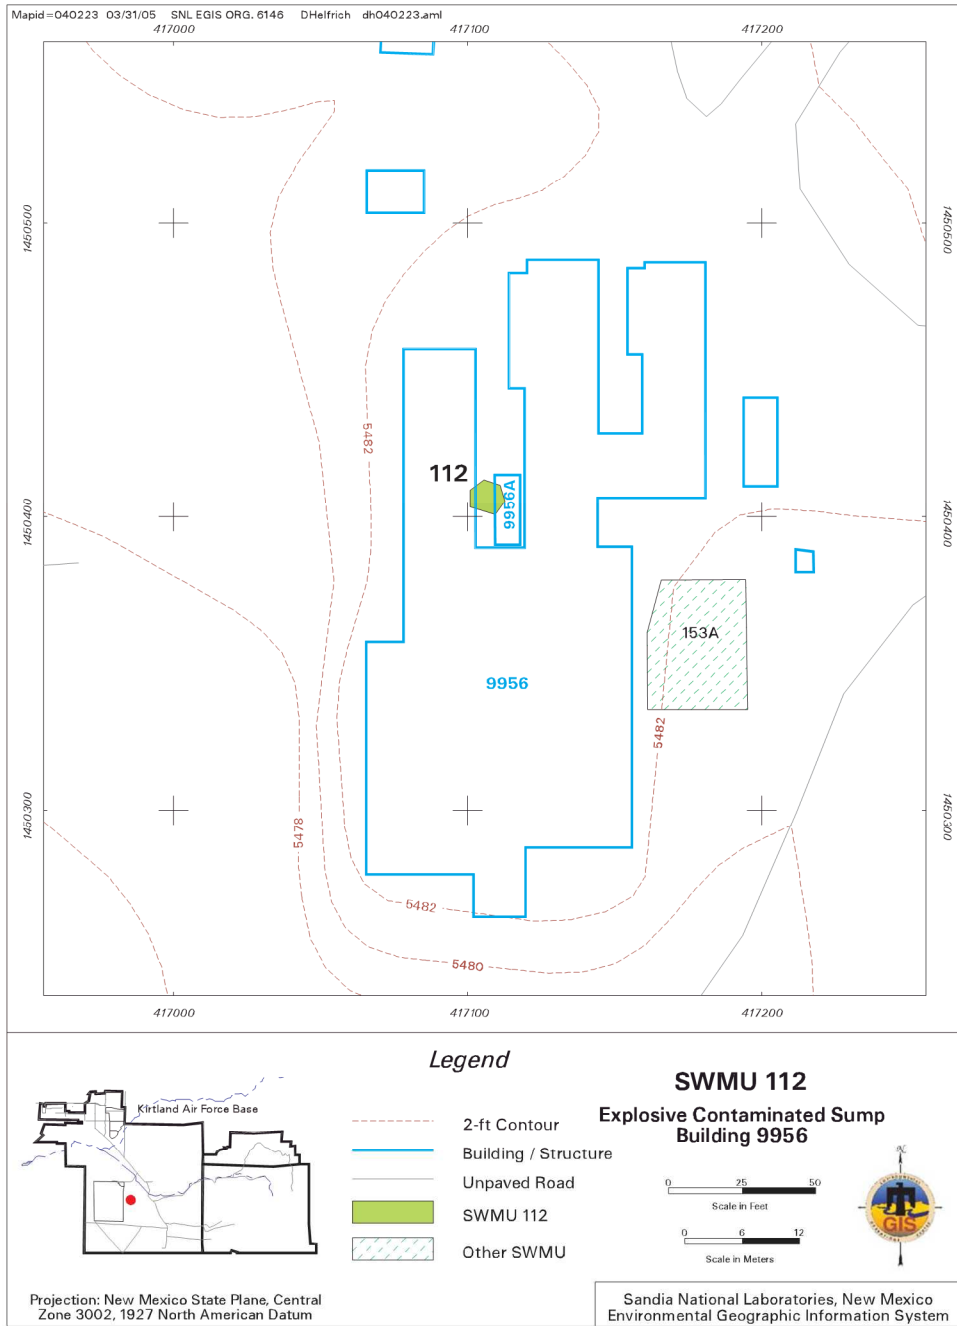 Mapid=040223 03/31/05 SNL EGIS ORG. 6146 DHelfrich dh040223.aml
417000 417100 417200
1450500 1450500
5482
112
9956A
1450400 1450400
153A
9956
5482
1450300 1450300
5478
5482
5480
417000 417100 417200
Legend
Kirtland Air Force Base
2-ft Contour
Building / Structure
Unpaved Road
SWMU 112
Other SWMU
SWMU 112
Explosive Contaminated Sump
Building 9956
0 25 50
Scale in Feet
0 6 12
Scale in Meters
GIS
Projection: New Mexico State Plane, Central
Zone 3002, 1927 North American Datum
Sandia National Laboratories, New Mexico
Environmental Geographic Information System